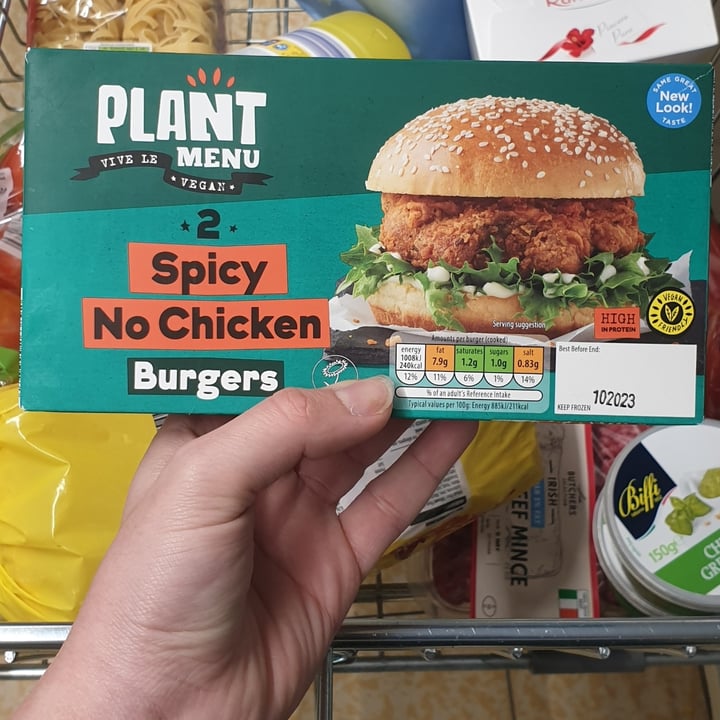 PLANT
MENU
VIVE LE
VEGAN
2
Spicy
No Chicken
Burgers
SAME GREAT
New
Look!
TASTE
Serving suggestion
HIGH
IN PROTEIN
VEGAN
FRIENDLY
Amounts per burger (cooked)
energy 1008kJ 240kcal 12%
fat 7.9g 11%
saturates 1.2g 6%
sugars 1.0g 1%
salt 0.83g 14%
% of an adult's Reference Intake
Typical values per 100g: Energy 885kJ/211kcal
Best Before End:
102023
KEEP FROZEN
BUTCHERS
IRISH
EF MINCE
Biffi
150g